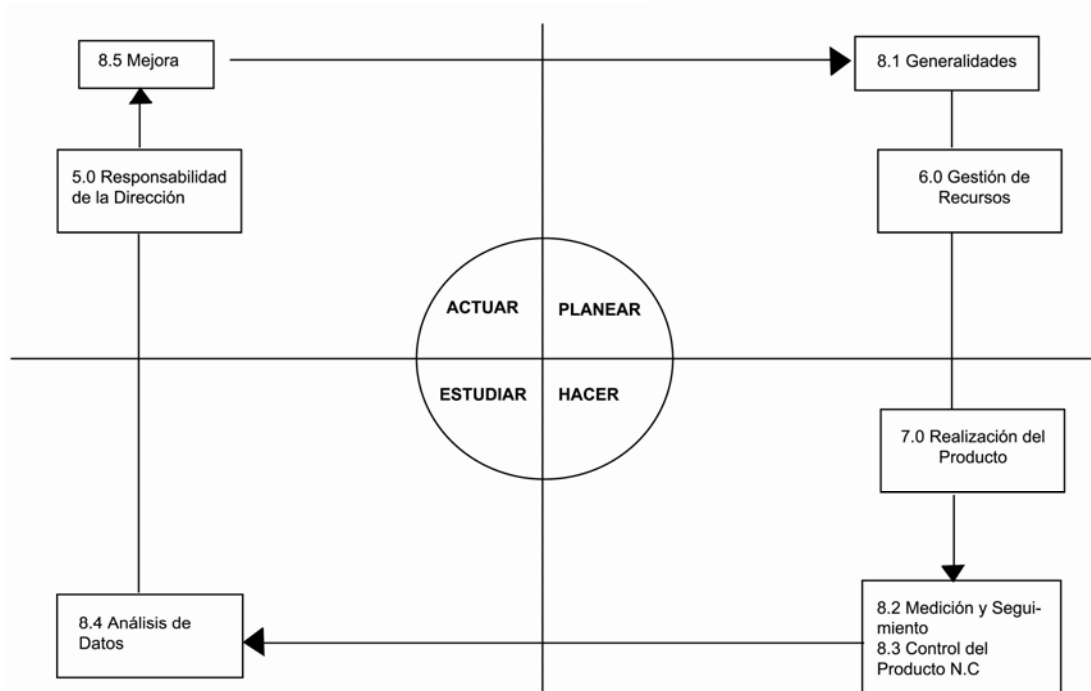 8.5 Mejora
8.1 Generalidades
5.0 Responsabilidad
de la Dirección
6.0 Gestión de
Recursos
ACTUAR
PLANEAR
ESTUDIAR
HACER
7.0 Realización del
Producto
8.4 Análisis de
Datos
8.2 Medición y Segui-
miento
8.3 Control del
Producto N.C